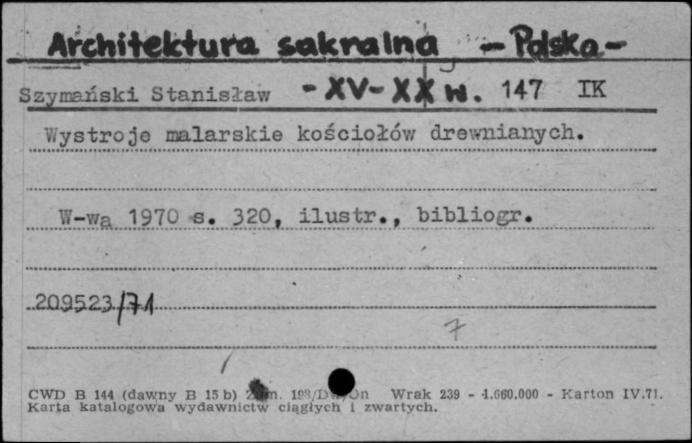 Architektura sakralna - Polska -
Szymański Stanisław - XV - XX w. 147 IK
Wystroje malarskie kościołów drewnianych.
W-wa 1970 s. 320, ilustr., bibliogr.
209523/71
7
CWD B 144 (dawny B 15 b) Wrak 239 - 1.660.000 - Karton IV.71.
Karta katalogowa wydawnictw ciągłych i zwartych.